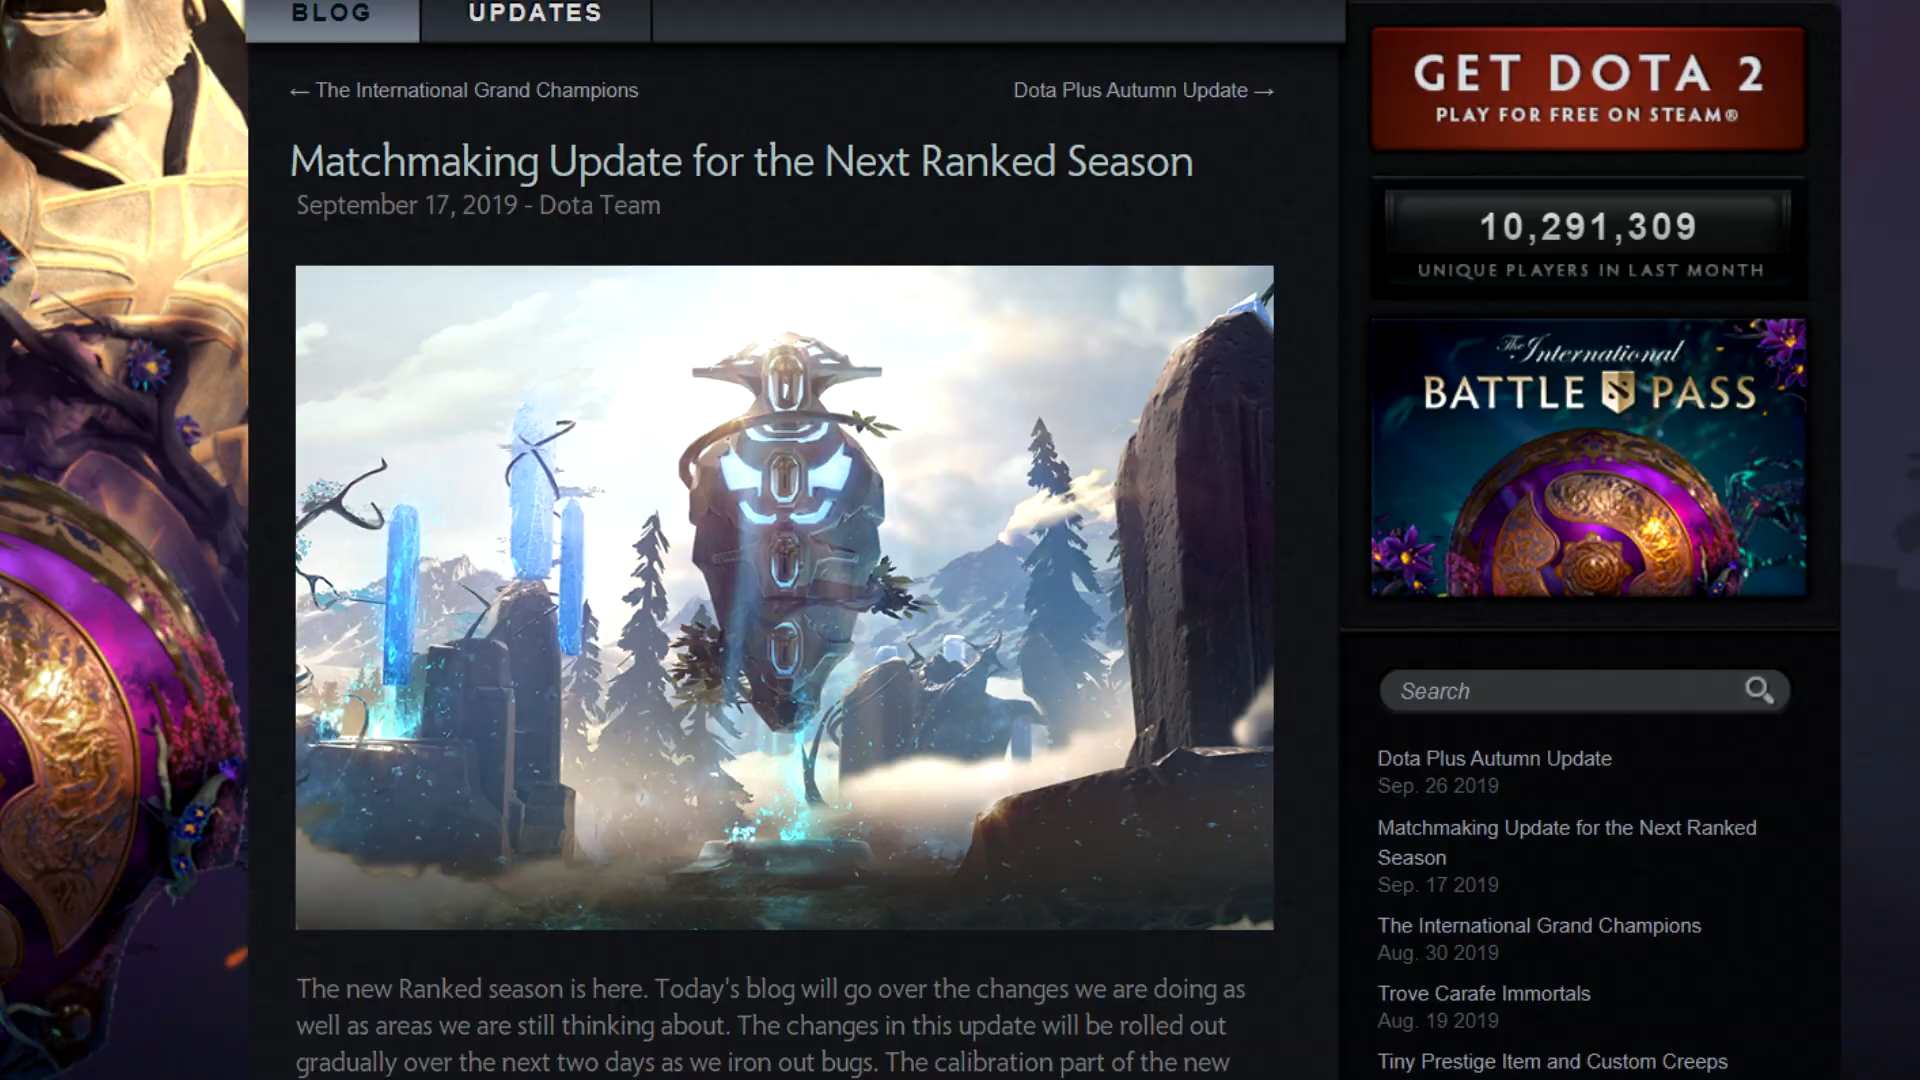 BLOG
UPDATES
← The International Grand Champions
Dota Plus Autumn Update →
Matchmaking Update for the Next Ranked Season
September 17, 2019 - Dota Team
The new Ranked season is here. Today's blog will go over the changes we are doing as
well as areas we are still thinking about. The changes in this update will be rolled out
gradually over the next two days as we iron out bugs. The calibration part of the new
GET DOTA 2
PLAY FOR FREE ON STEAM®
10,291,309
UNIQUE PLAYERS IN LAST MONTH
The International
BATTLE PASS
Search
Dota Plus Autumn Update
Sep. 26 2019
Matchmaking Update for the Next Ranked
Season
Sep. 17 2019
The International Grand Champions
Aug. 30 2019
Trove Carafe Immortals
Aug. 19 2019
Tiny Prestige Item and Custom Creeps